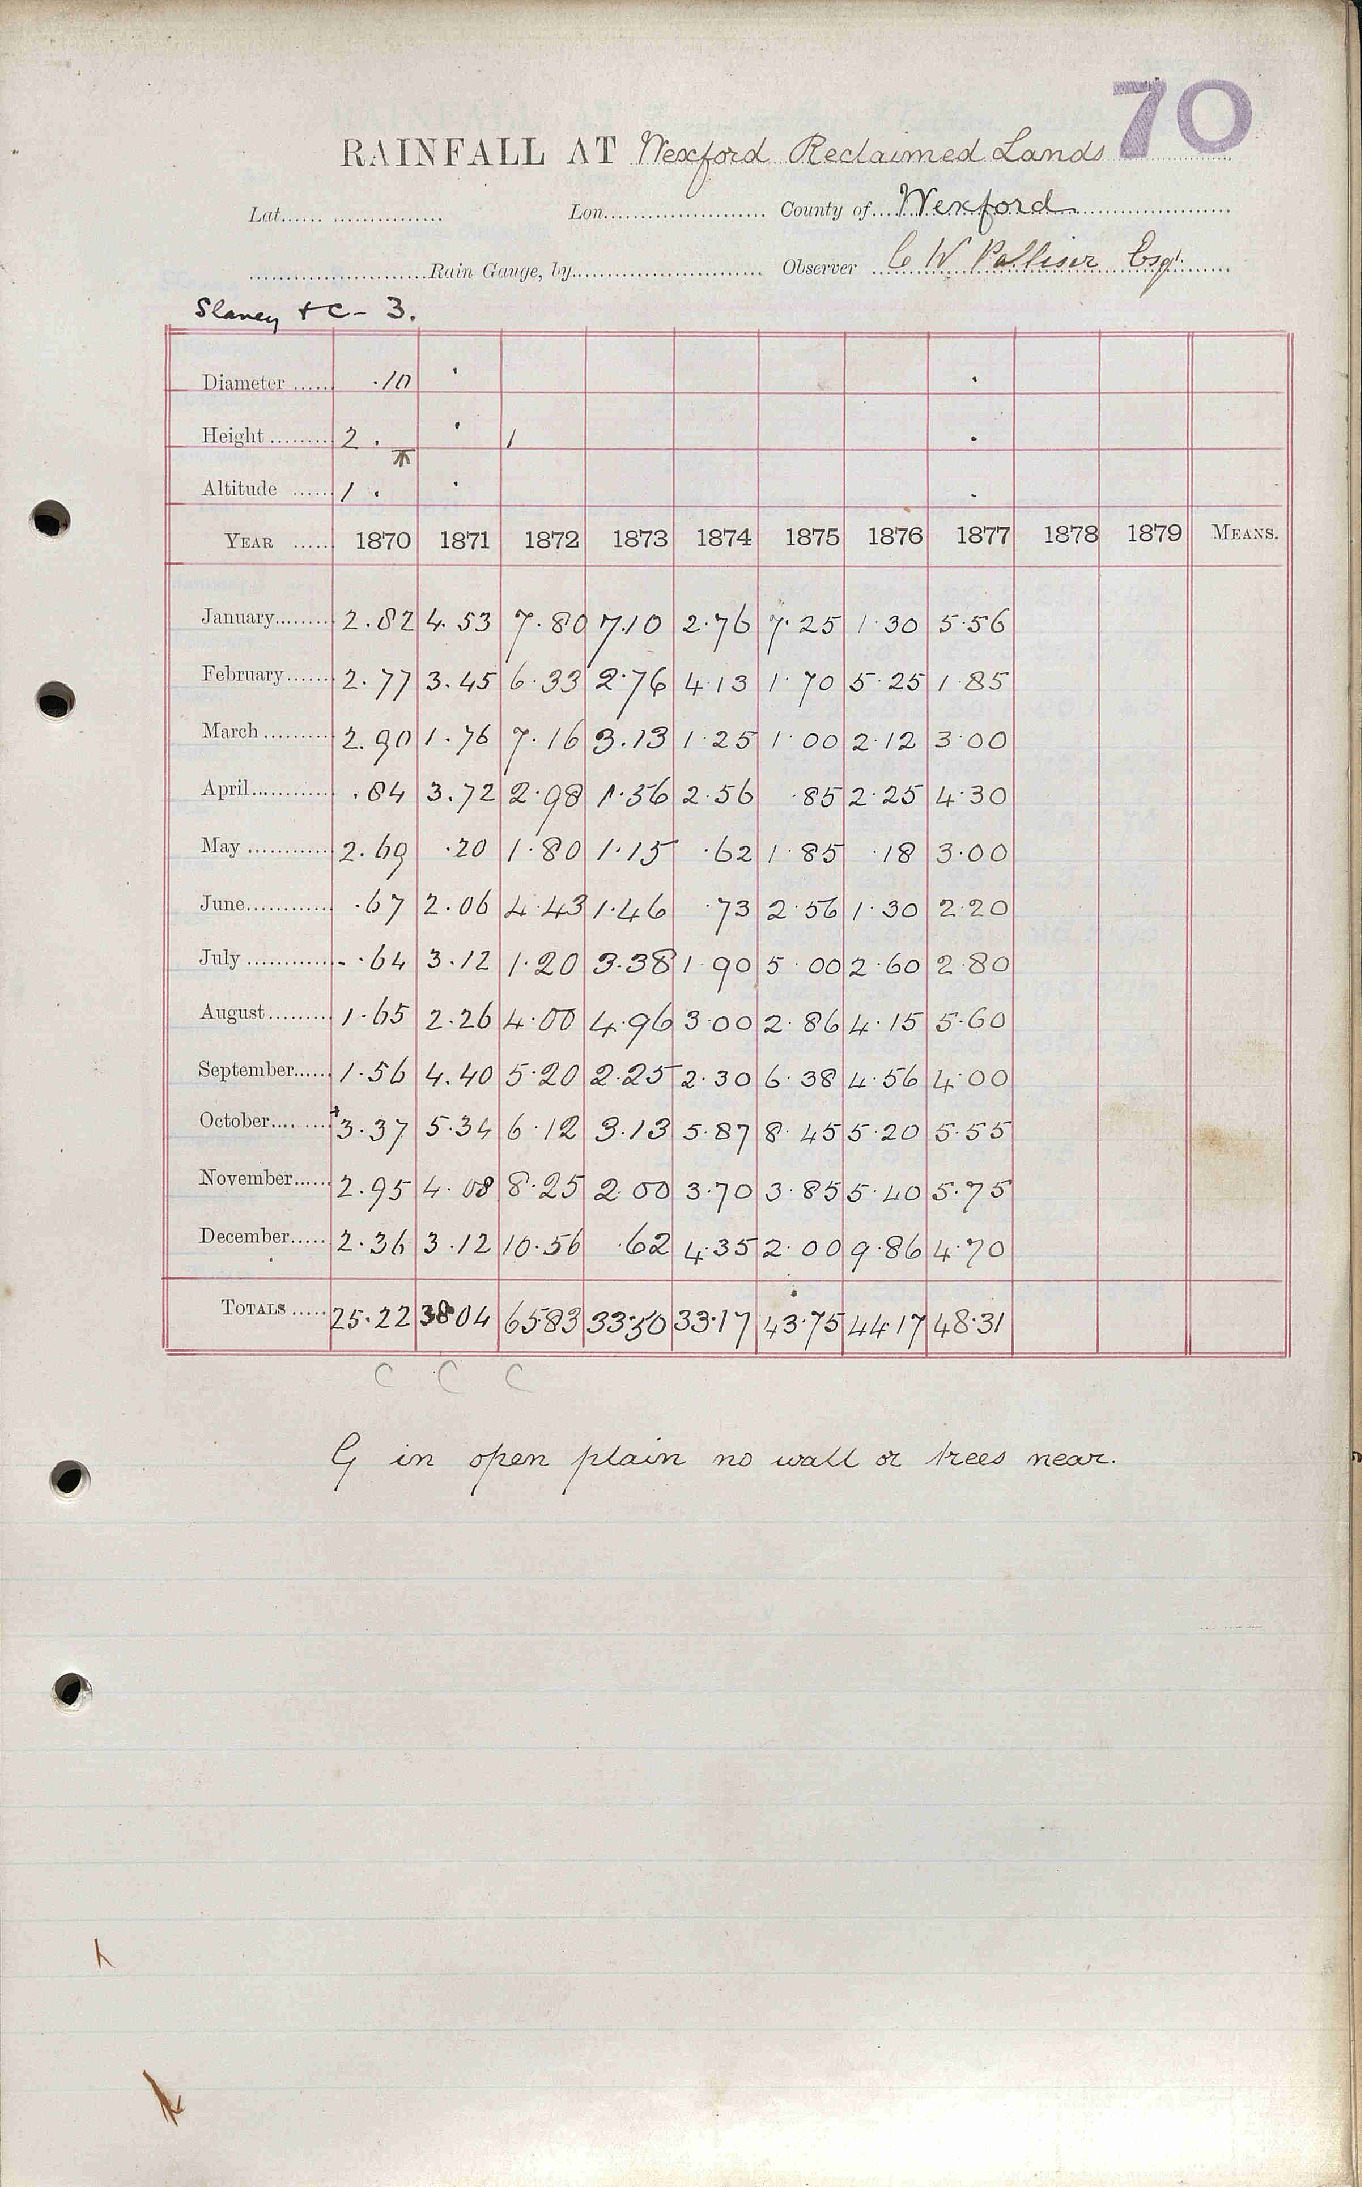 70
RAINFALL AT Wexford Reclaimed Lands
Lat. Lon. County of Wexford
Rain Gauge, by Observer C W Palliser Esqr.
Slaney + C - 3.
Diameter .10
Height 2 . 1
Altitude 1 .
YEAR 1870 1871 1872 1873 1874 1875 1876 1877 1878 1879 MEANS.
January 2.82 4.53 7.80 7.10 2.76 7.25 1.30 5.56
February 2.77 3.45 6.33 2.76 4.13 1.70 5.25 1.85
March 2.90 1.76 7.16 3.13 1.25 1.00 2.12 3.00
April .84 3.72 2.98 1.56 2.56 .85 2.25 4.30
May 2.69 .20 1.80 1.15 .62 1.85 .18 3.00
June .67 2.06 4.43 1.46 .73 2.56 1.30 2.20
July .64 3.12 1.20 3.38 1.90 5.00 2.60 2.80
August 1.65 2.26 4.00 4.96 3.00 2.86 4.15 5.60
September 1.56 4.40 5.20 2.25 2.30 6.38 4.56 4.00
October +3.37 5.34 6.12 3.13 5.87 8.45 5.20 5.55
November 2.95 4.08 8.25 2.00 3.70 3.85 5.40 5.75
December 2.36 3.12 10.56 .62 4.35 2.00 9.86 4.70
TOTALS 25.22 38.04 65.83 33.50 33.17 43.75 44.17 48.31
C C C
G in open plain no wall or trees near.